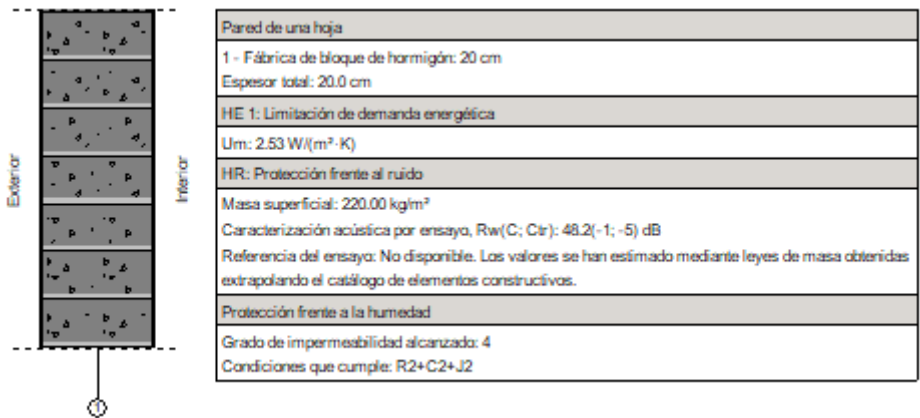 Exterior
Interior
1
Pared de una hoja
1 - Fábrica de bloque de hormigón: 20 cm
Espesor total: 20.0 cm
HE 1: Limitación de demanda energética
Um: 2.53 W/(m²·K)
HR: Protección frente al ruido
Masa superficial: 220.00 kg/m²
Caracterización acústica por ensayo, Rw(C; Ctr): 48.2(-1; -5) dB
Referencia del ensayo: No disponible. Los valores se han estimado mediante leyes de masa obtenidas
extrapolando el catálogo de elementos constructivos.
Protección frente a la humedad
Grado de impermeabilidad alcanzado: 4
Condiciones que cumple: R2+C2+J2